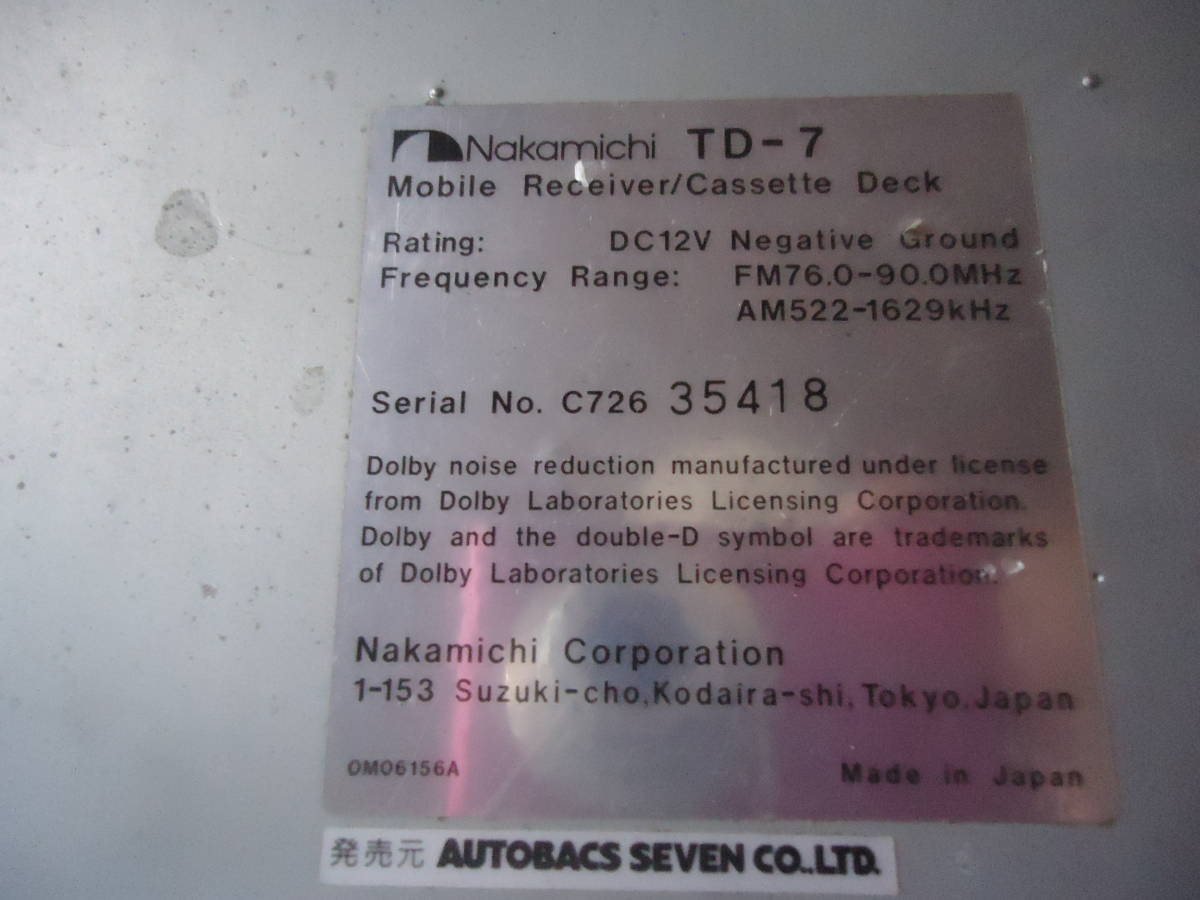 Nakamichi TD-7
Mobile Receiver/Cassette Deck
Rating: DC12V Negative Ground
Frequency Range: FM76.0-90.0MHz
AM522-1629kHz
Serial No. C726 35418
Dolby noise reduction manufactured under license
from Dolby Laboratories Licensing Corporation.
Dolby and the double-D symbol are trademarks
of Dolby Laboratories Licensing Corporation.
Nakamichi Corporation
1-153 Suzuki-cho,Kodaira-shi, Tokyo,Japan
0M06156A
Made in Japan
発売元 AUTOBACS SEVEN CO.,LTD.